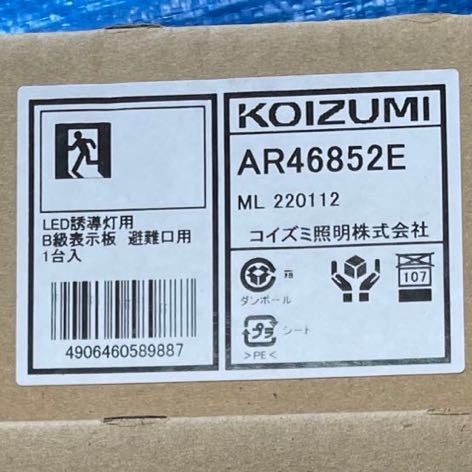 LED誘導灯用
B級表示板 避難口用
1台入
4906460589887
KOIZUMI
AR46852E
ML 220112
コイズミ照明株式会社
ダンボール
107
プラ シート
>PE<